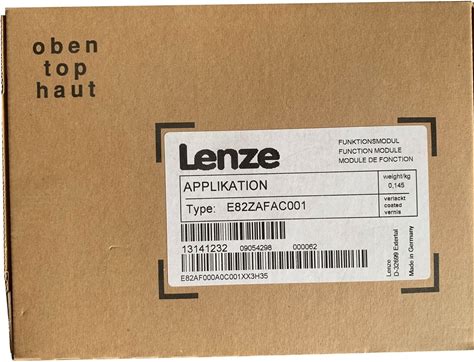 oben
top
haut
Lenze
FUNKTIONSMODUL
FUNCTION MODULE
MODULE DE FONCTION
APPLIKATION
weight/kg
0,145
Type: E82ZAFAC001
verlackt
coated
vernis
13141232 09054298 000062
E82AF000A0C001XX3H35
Lenze
D-32699 Extertal
Made in Germany